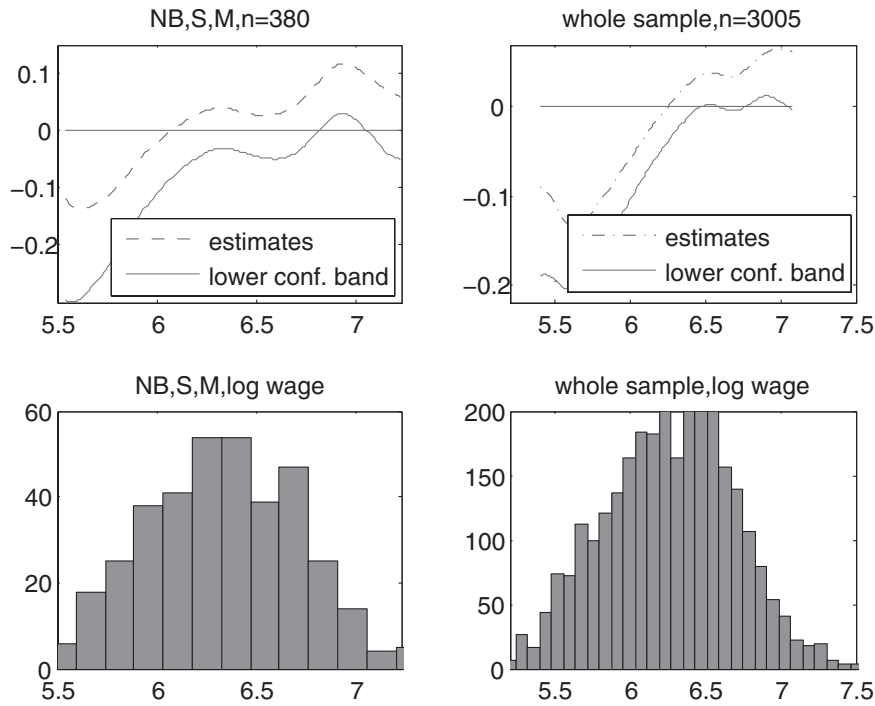 NB,S,M,n=380
0.1
0
−0.1
−0.2
estimates
lower conf. band
5.5 6 6.5 7
whole sample,n=3005
0
−0.1
−0.2
estimates
lower conf. band
5.5 6 6.5 7 7.5
NB,S,M,log wage
60
40
20
0
5.5 6 6.5 7
whole sample,log wage
200
150
100
50
0
5.5 6 6.5 7 7.5